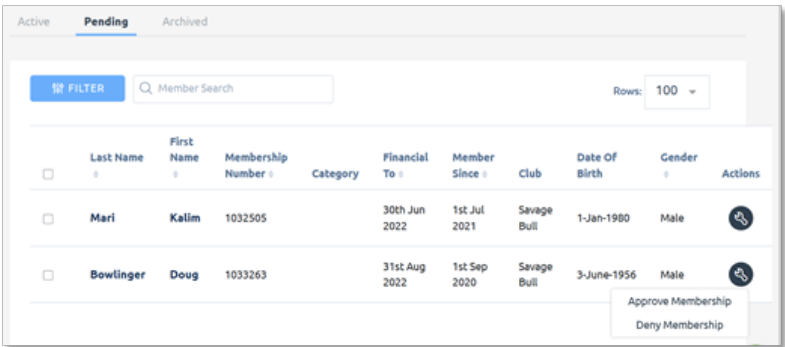 Active Pending Archived
FILTER Member Search Rows: 100
Last Name First Name Membership Number Category Financial To Member Since Club Date Of Birth Gender Actions
Mari Kalim 1032505 30th Jun 2022 1st Jul 2021 Savage Bull 1-Jan-1980 Male
Bowlinger Doug 1033263 31st Aug 2022 1st Sep 2020 Savage Bull 3-June-1956 Male
Approve Membership
Deny Membership